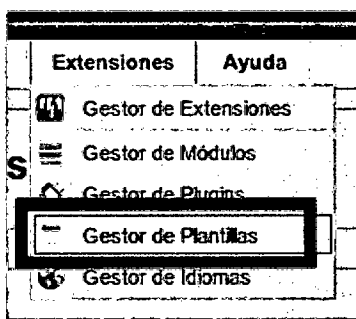 Extensiones Ayuda
Gestor de Extensiones
Gestor de Módulos
S
Gestor de Plugins
Gestor de Plantillas
Gestor de Idiomas